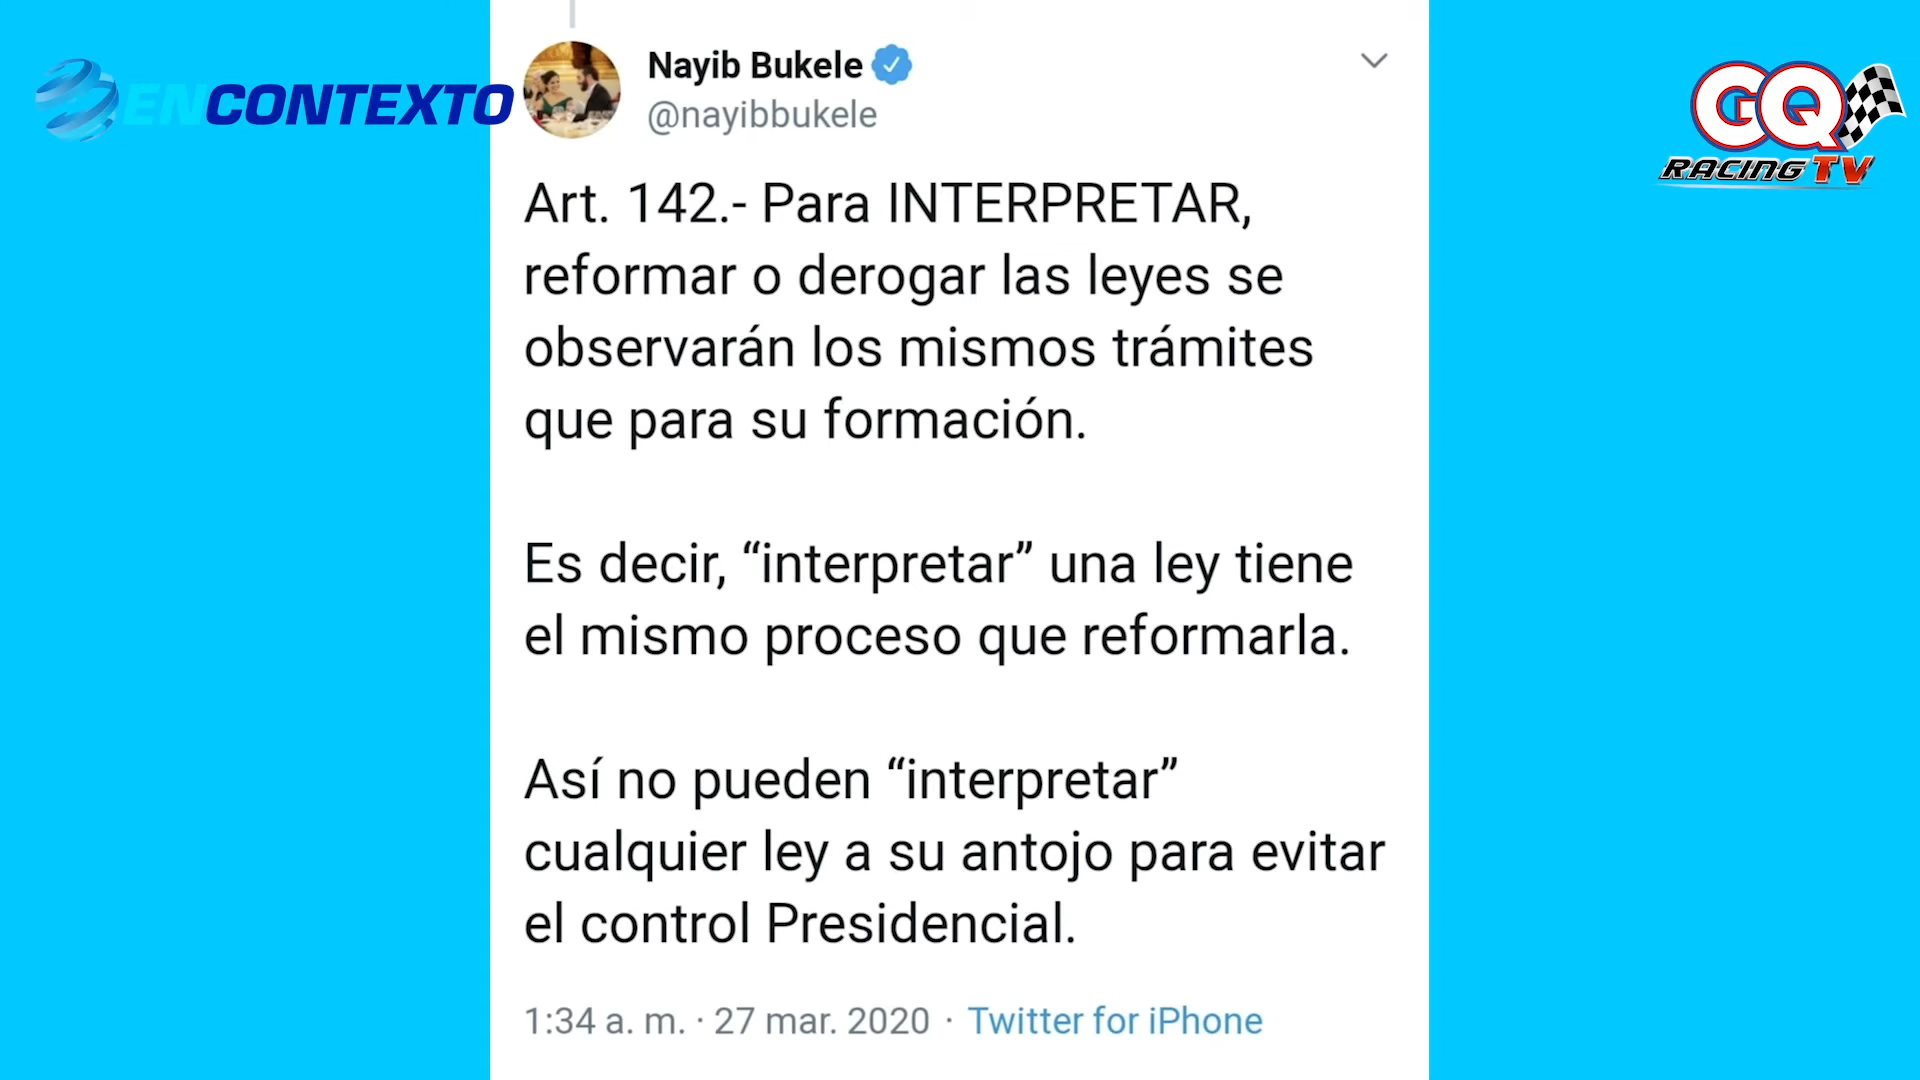 ENCONTEXTO
GQ
RACING TV
Nayib Bukele
@nayibbukele
Art. 142.- Para INTERPRETAR,
reformar o derogar las leyes se
observarán los mismos trámites
que para su formación.
Es decir, “interpretar” una ley tiene
el mismo proceso que reformarla.
Así no pueden “interpretar”
cualquier ley a su antojo para evitar
el control Presidencial.
1:34 a. m. · 27 mar. 2020 · Twitter for iPhone